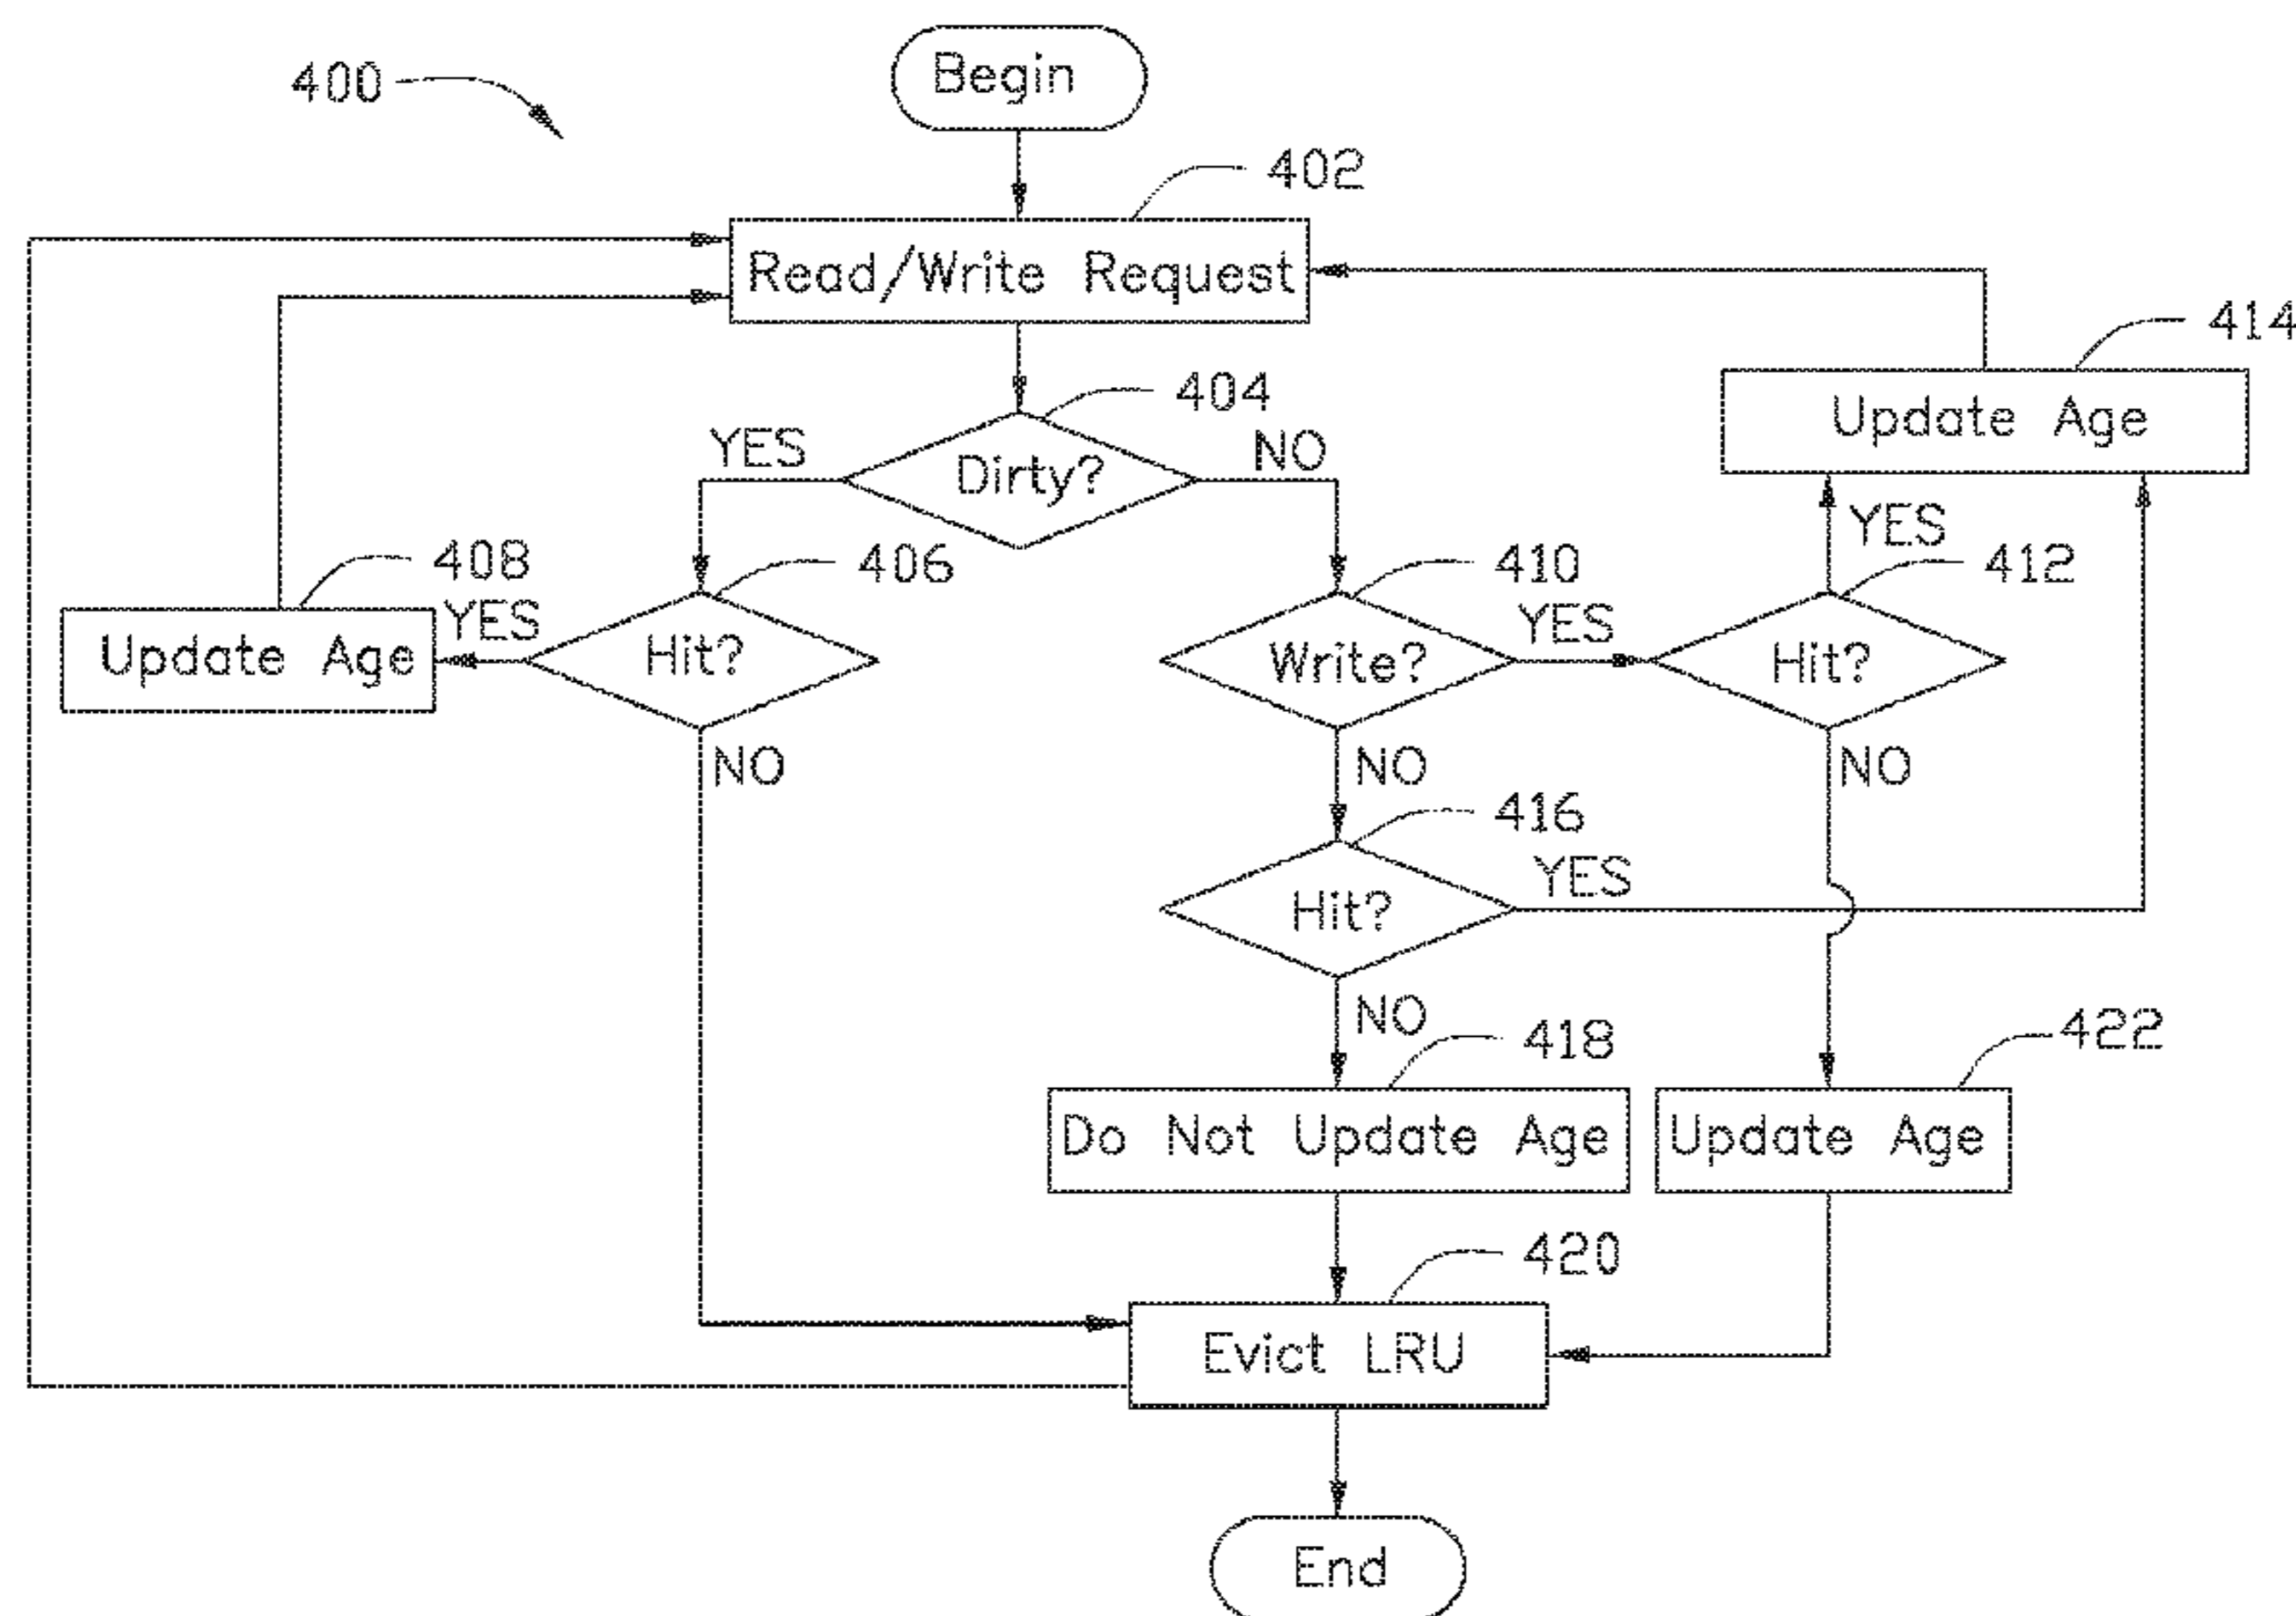 Begin
400
402
Read/Write Request
414
404
YES
NO
Update Age
Dirty?
YES
408
406
410
412
YES
YES
Update Age
Hit?
Write?
Hit?
NO
NO
NO
416
YES
Hit?
NO
418
422
Do Not Update Age
Update Age
420
Evict LRU
End